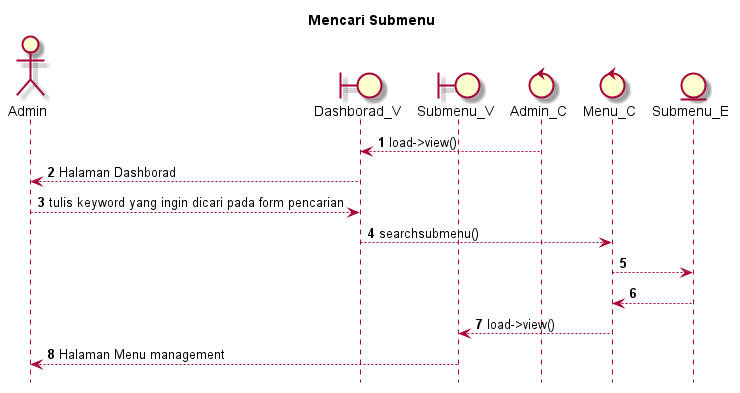 Mencari Submenu
Admin
Dashborad_V
Submenu_V
Admin_C
Menu_C
Submenu_E
1 load->view()
2 Halaman Dashborad
3 tulis keyword yang ingin dicari pada form pencarian
4 searchsubmenu()
5
6
7 load->view()
8 Halaman Menu management